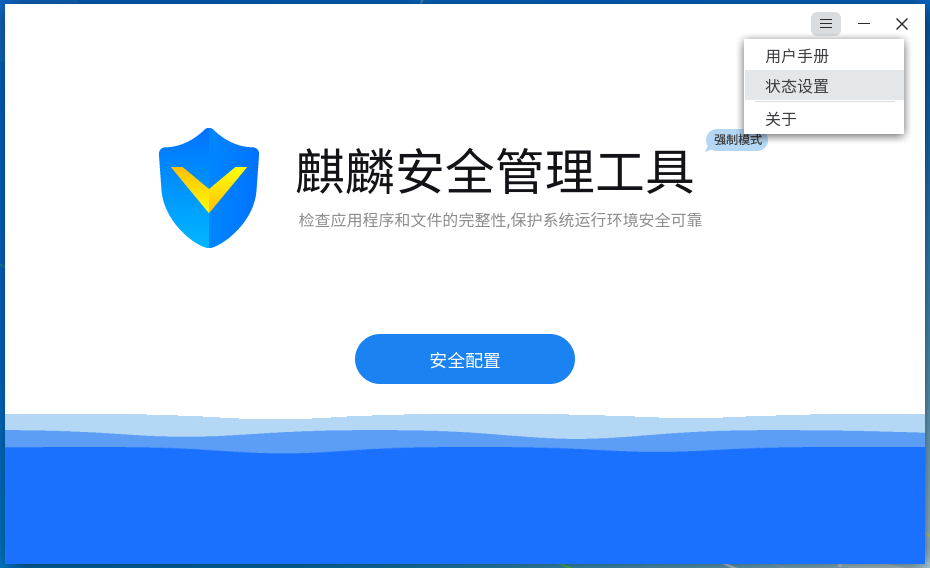 用户手册
状态设置
关于
强制模式
麒麟安全管理工具
检查应用程序和文件的完整性,保护系统运行环境安全可靠
安全配置